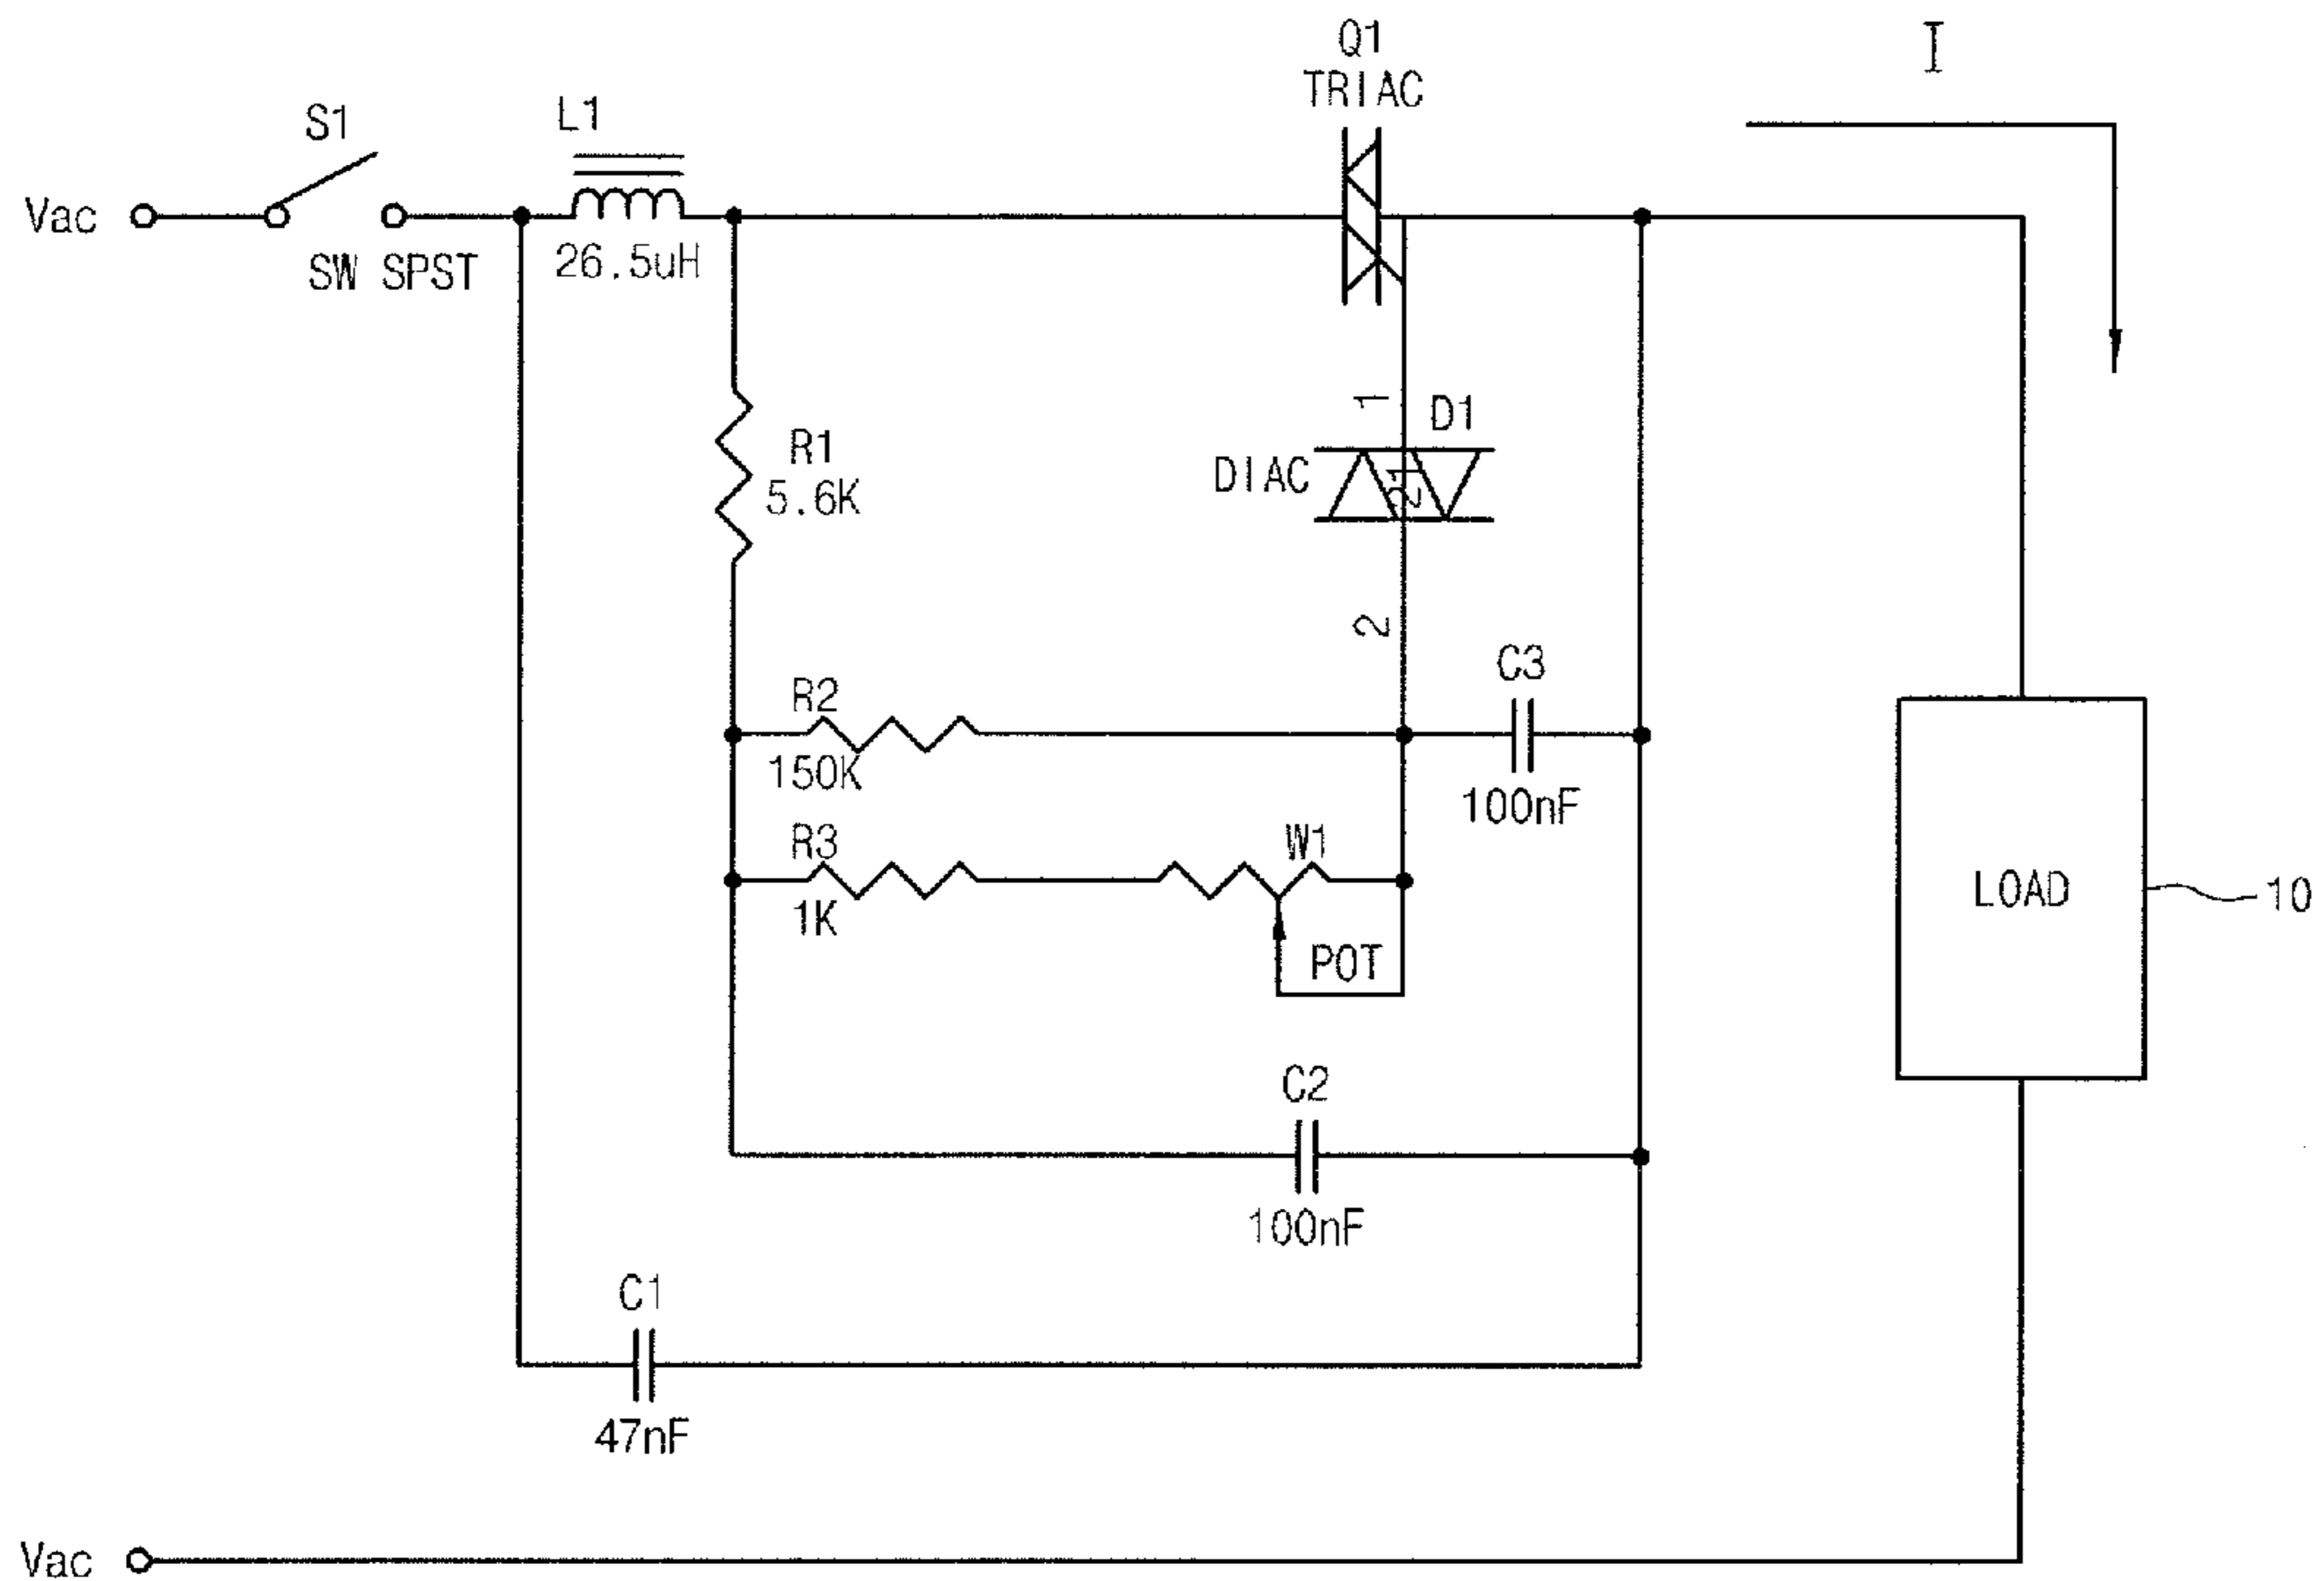 Q1
TRIAC
I
S1
L1
Vac
SW SPST
26.5uH
1
D1
R1
5.6K
DIAC
21
2
C3
R2
150K
100nF
R3
1K
W1
POT
LOAD
10
C2
100nF
C1
47nF
Vac